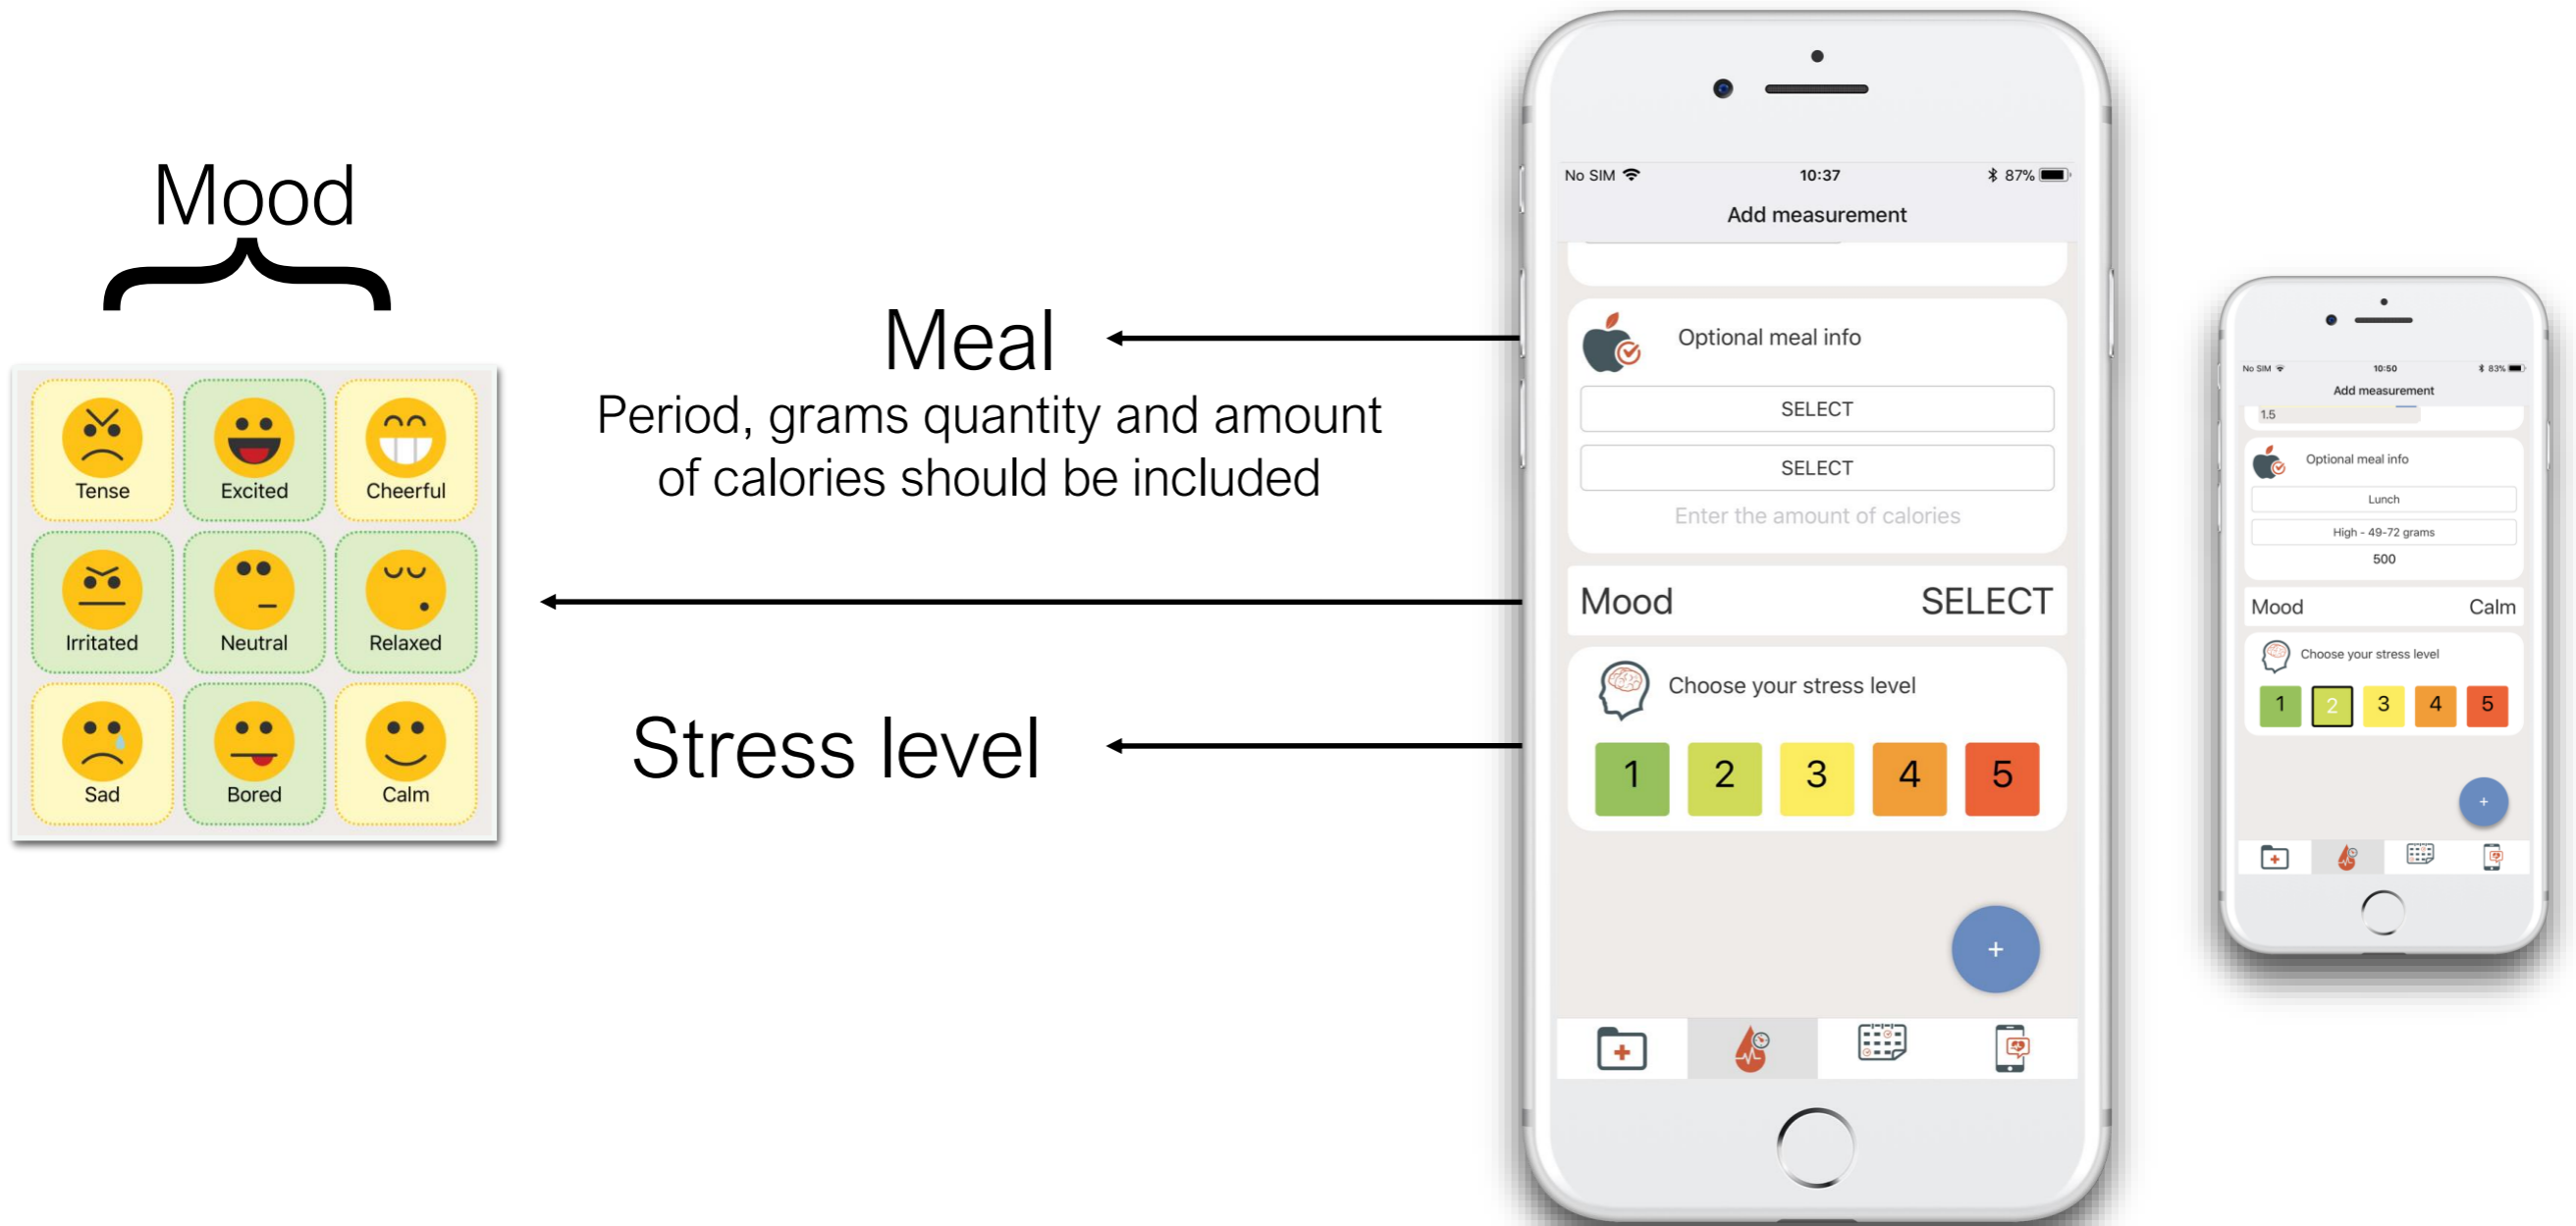 Mood
Tense Excited Cheerful
Irritated Neutral Relaxed
Sad Bored Calm
Meal
Period, grams quantity and amount
of calories should be included
Stress level
No SIM 10:37 87%
Add measurement
Optional meal info
SELECT
SELECT
Enter the amount of calories
Mood SELECT
Choose your stress level
1 2 3 4 5
+
No SIM 10:50 83%
Add measurement
1.5
Optional meal info
Lunch
High - 49-72 grams
500
Mood Calm
Choose your stress level
1 2 3 4 5
+